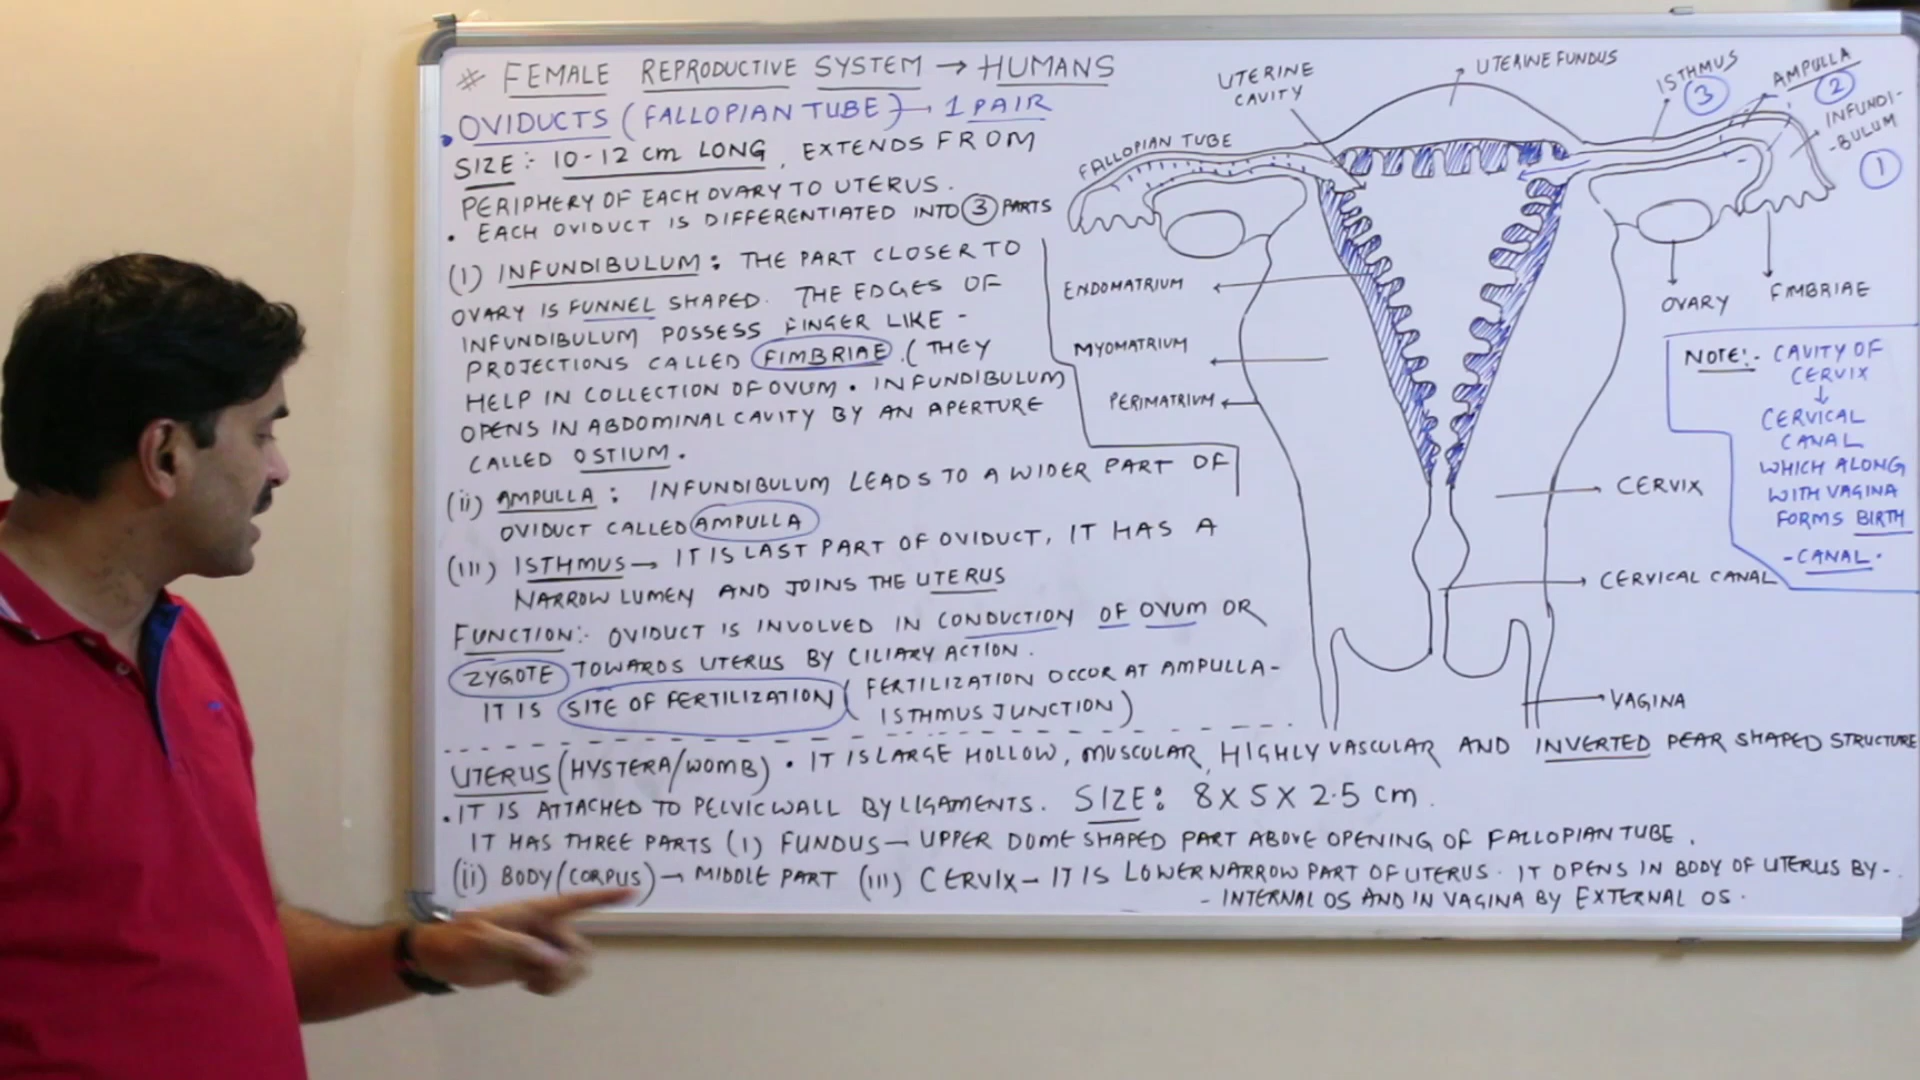 # FEMALE REPRODUCTIVE SYSTEM → HUMANS
• OVIDUCTS (FALLOPIAN TUBE) → 1 PAIR
SIZE:- 10-12 cm LONG, EXTENDS FROM
PERIPHERY OF EACH OVARY TO UTERUS.
• EACH OVIDUCT IS DIFFERENTIATED INTO 3 PARTS
(1) INFUNDIBULUM: THE PART CLOSER TO
OVARY IS FUNNEL SHAPED. THE EDGES OF
INFUNDIBULUM POSSESS FINGER LIKE -
PROJECTIONS CALLED FIMBRIAE. (THEY
HELP IN COLLECTION OF OVUM. INFUNDIBULUM
OPENS IN ABDOMINAL CAVITY BY AN APERTURE
CALLED OSTIUM.
(ii) AMPULLA: INFUNDIBULUM LEADS TO A WIDER PART OF
OVIDUCT CALLED AMPULLA
(111) ISTHMUS → IT IS LAST PART OF OVIDUCT, IT HAS A
NARROW LUMEN AND JOINS THE UTERUS
FUNCTION:- OVIDUCT IS INVOLVED IN CONDUCTION OF OVUM OR
ZYGOTE TOWARDS UTERUS BY CILIARY ACTION.
IT IS SITE OF FERTILIZATION (FERTILIZATION OCCOR AT AMPULLA-
ISTHMUS JUNCTION)
UTERUS (HYSTERA/WOMB) • IT IS LARGE HOLLOW, MUSCULAR, HIGHLY VASCULAR AND INVERTED PEAR SHAPED STRUCTURE
• IT IS ATTACHED TO PELVIC WALL BY LIGAMENTS. SIZE: 8 X 5 X 2.5 cm.
IT HAS THREE PARTS (1) FUNDUS — UPPER DOME SHAPED PART ABOVE OPENING OF FALLOPIAN TUBE.
(ii) BODY (CORPUS) → MIDDLE PART (111) CERVIX — IT IS LOWER NARROW PART OF UTERUS. IT OPENS IN BODY OF UTERUS BY -
- INTERNAL OS AND IN VAGINA BY EXTERNAL OS.
UTERINE
CAVITY
UTERINE FUNDUS
ISTHMUS
3
AMPULLA
2
INFUNDI-
-BULUM
1
FALLOPIAN TUBE
ENDOMATRIUM
MYOMATRIUM
PERIMATRIUM
OVARY
FIMBRIAE
NOTE:- CAVITY OF
CERVIX
↓
CERVICAL
CANAL
WHICH ALONG
WITH VAGINA
FORMS BIRTH
-CANAL.
CERVIX
CERVICAL CANAL
VAGINA